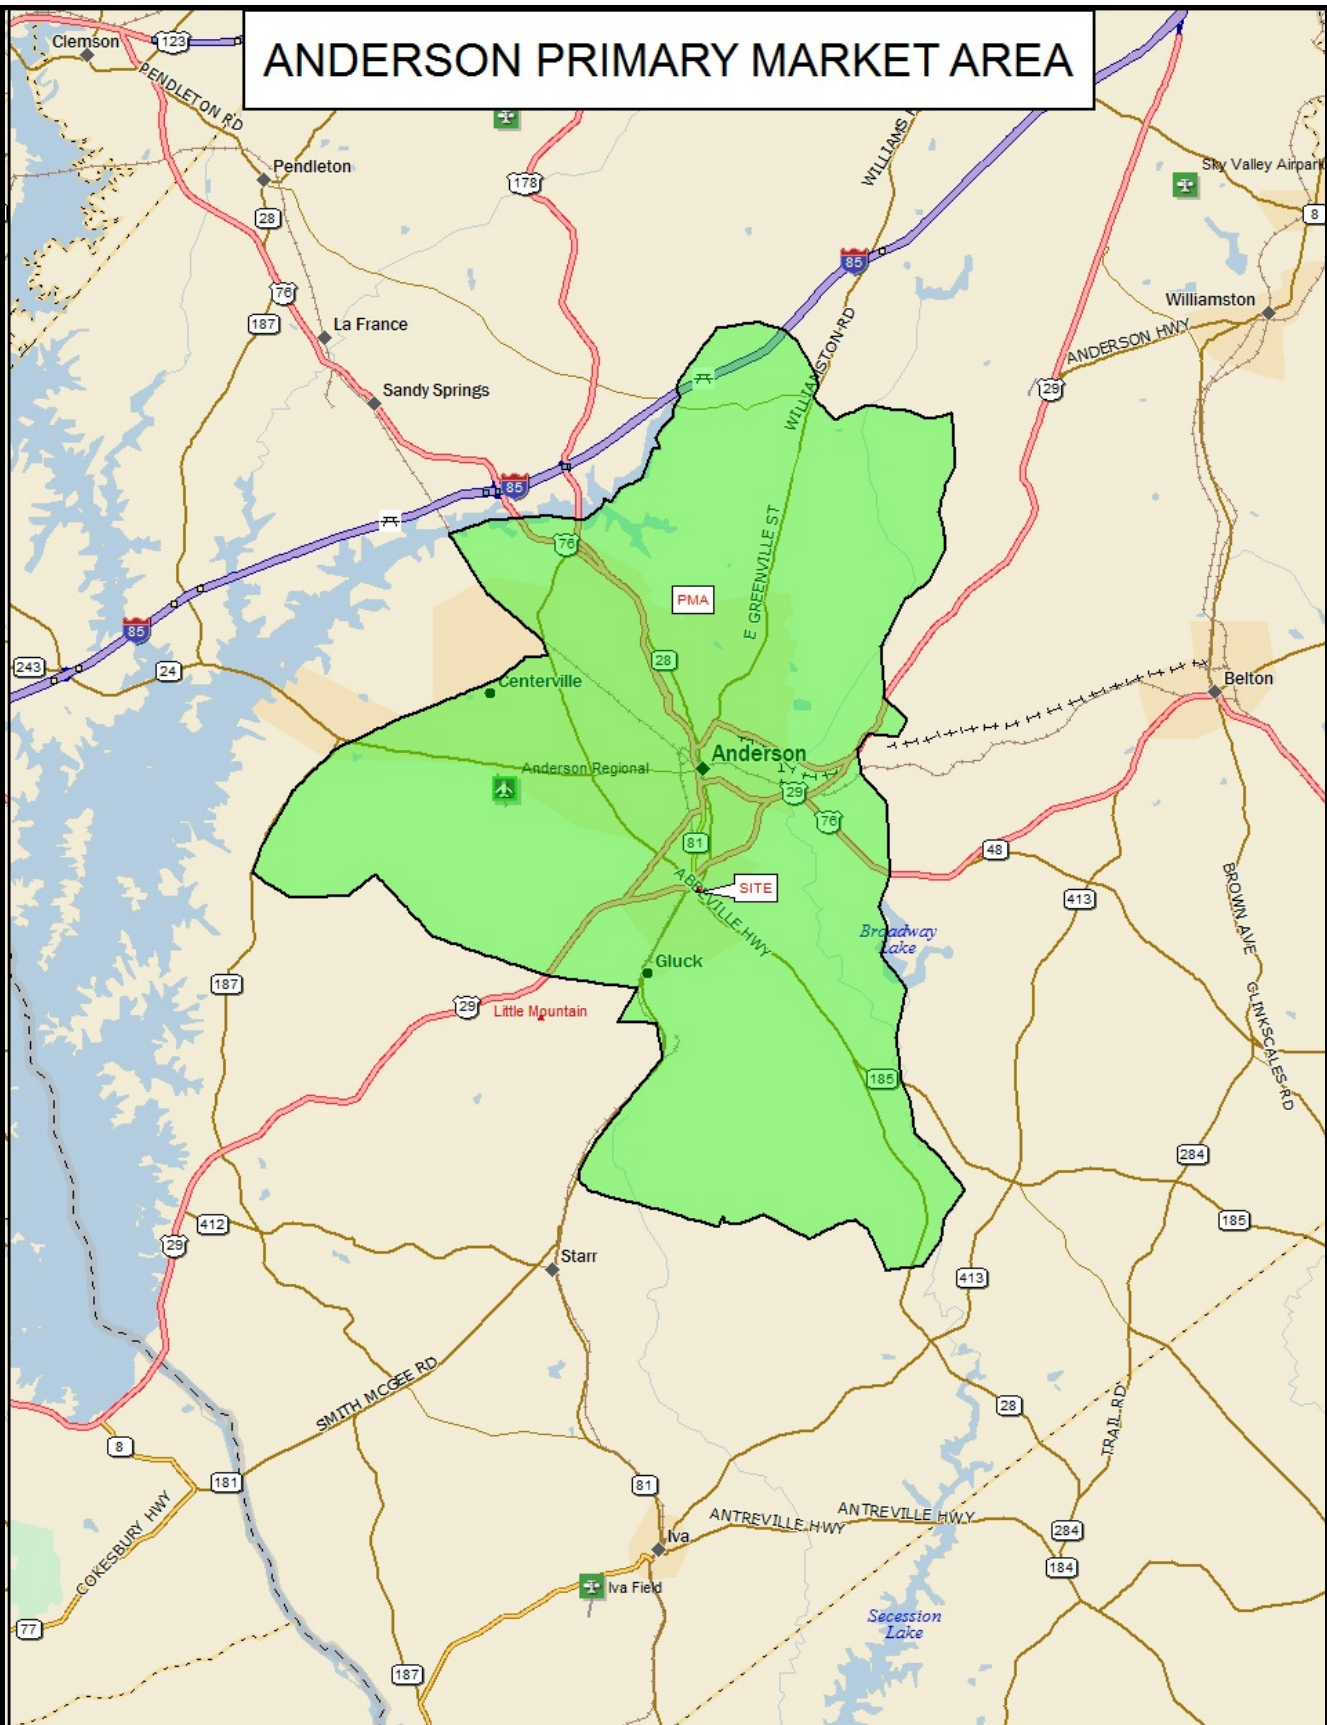 ANDERSON PRIMARY MARKET AREA
Clemson
123
PENDLETON RD
Pendleton
28
178
WILLIAMS
Sky Valley Airpark
8
85
76
187
La France
Williamston
ANDERSON HWY
WILLIAMSTON RD
29
Sandy Springs
85
76
E GREENVILLE ST
PMA
85
243
24
28
Centerville
Belton
Anderson
Anderson Regional
29
76
81
48
SITE
ABBEVILLE HWY
413
BROWN AVE
Broadway
Lake
Gluck
187
29
Little Mountain
CLINKSCALES RD
185
284
412
185
29
Starr
413
SMITH MCGEE RD
28
TRAIL RD
8
181
81
COKESBURY HWY
ANTREVILLE HWY
ANTREVILLE HWY
284
Iva
184
Iva Field
77
Secession
Lake
187